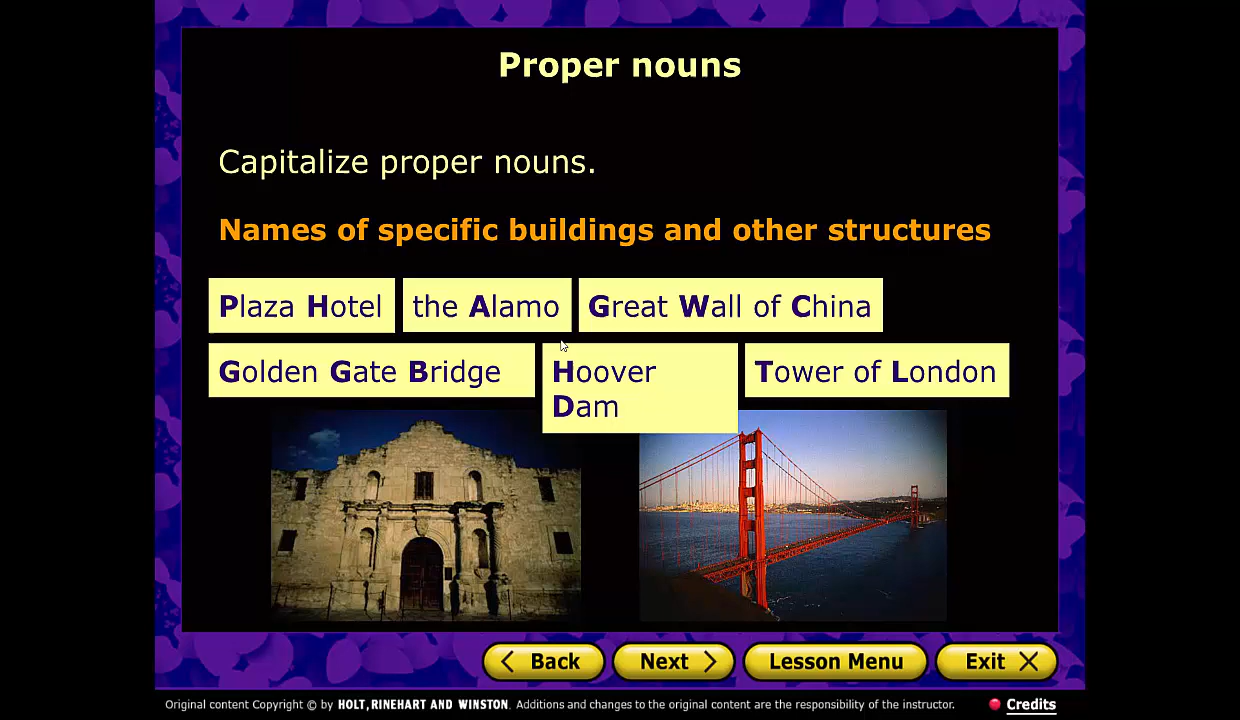 Proper nouns
Capitalize proper nouns.
Names of specific buildings and other structures
Plaza Hotel
the Alamo
Great Wall of China
Golden Gate Bridge
Hoover
Dam
Tower of London
Back
Next
Lesson Menu
Exit
Original content Copyright © by HOLT, RINEHART AND WINSTON. Additions and changes to the original content are the responsibility of the instructor.
Credits